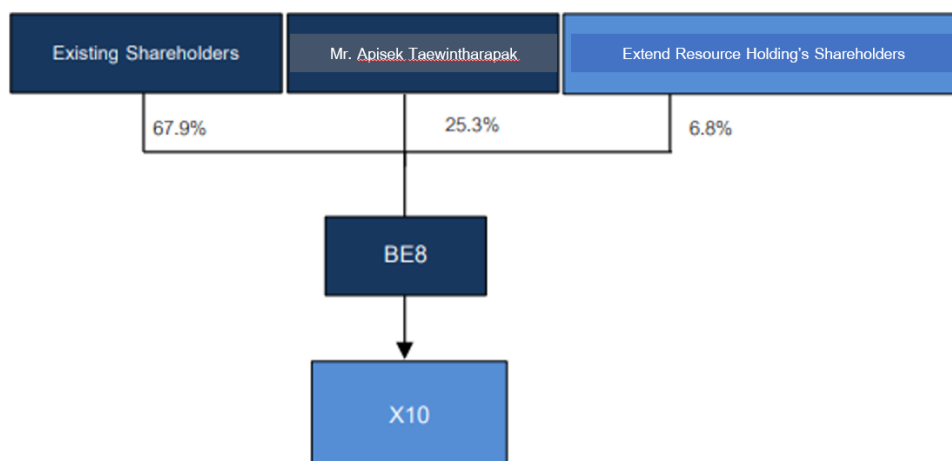 Existing Shareholders
Mr. Apisek Taewintharapak
Extend Resource Holding's Shareholders
67.9%
25.3%
6.8%
BE8
X10